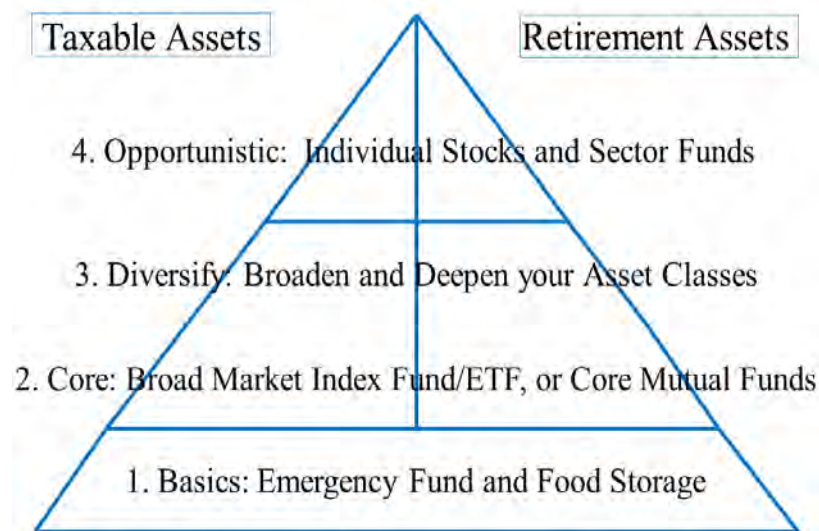 Taxable Assets
Retirement Assets
4. Opportunistic: Individual Stocks and Sector Funds
3. Diversify: Broaden and Deepen your Asset Classes
2. Core: Broad Market Index Fund/ETF, or Core Mutual Funds
1. Basics: Emergency Fund and Food Storage